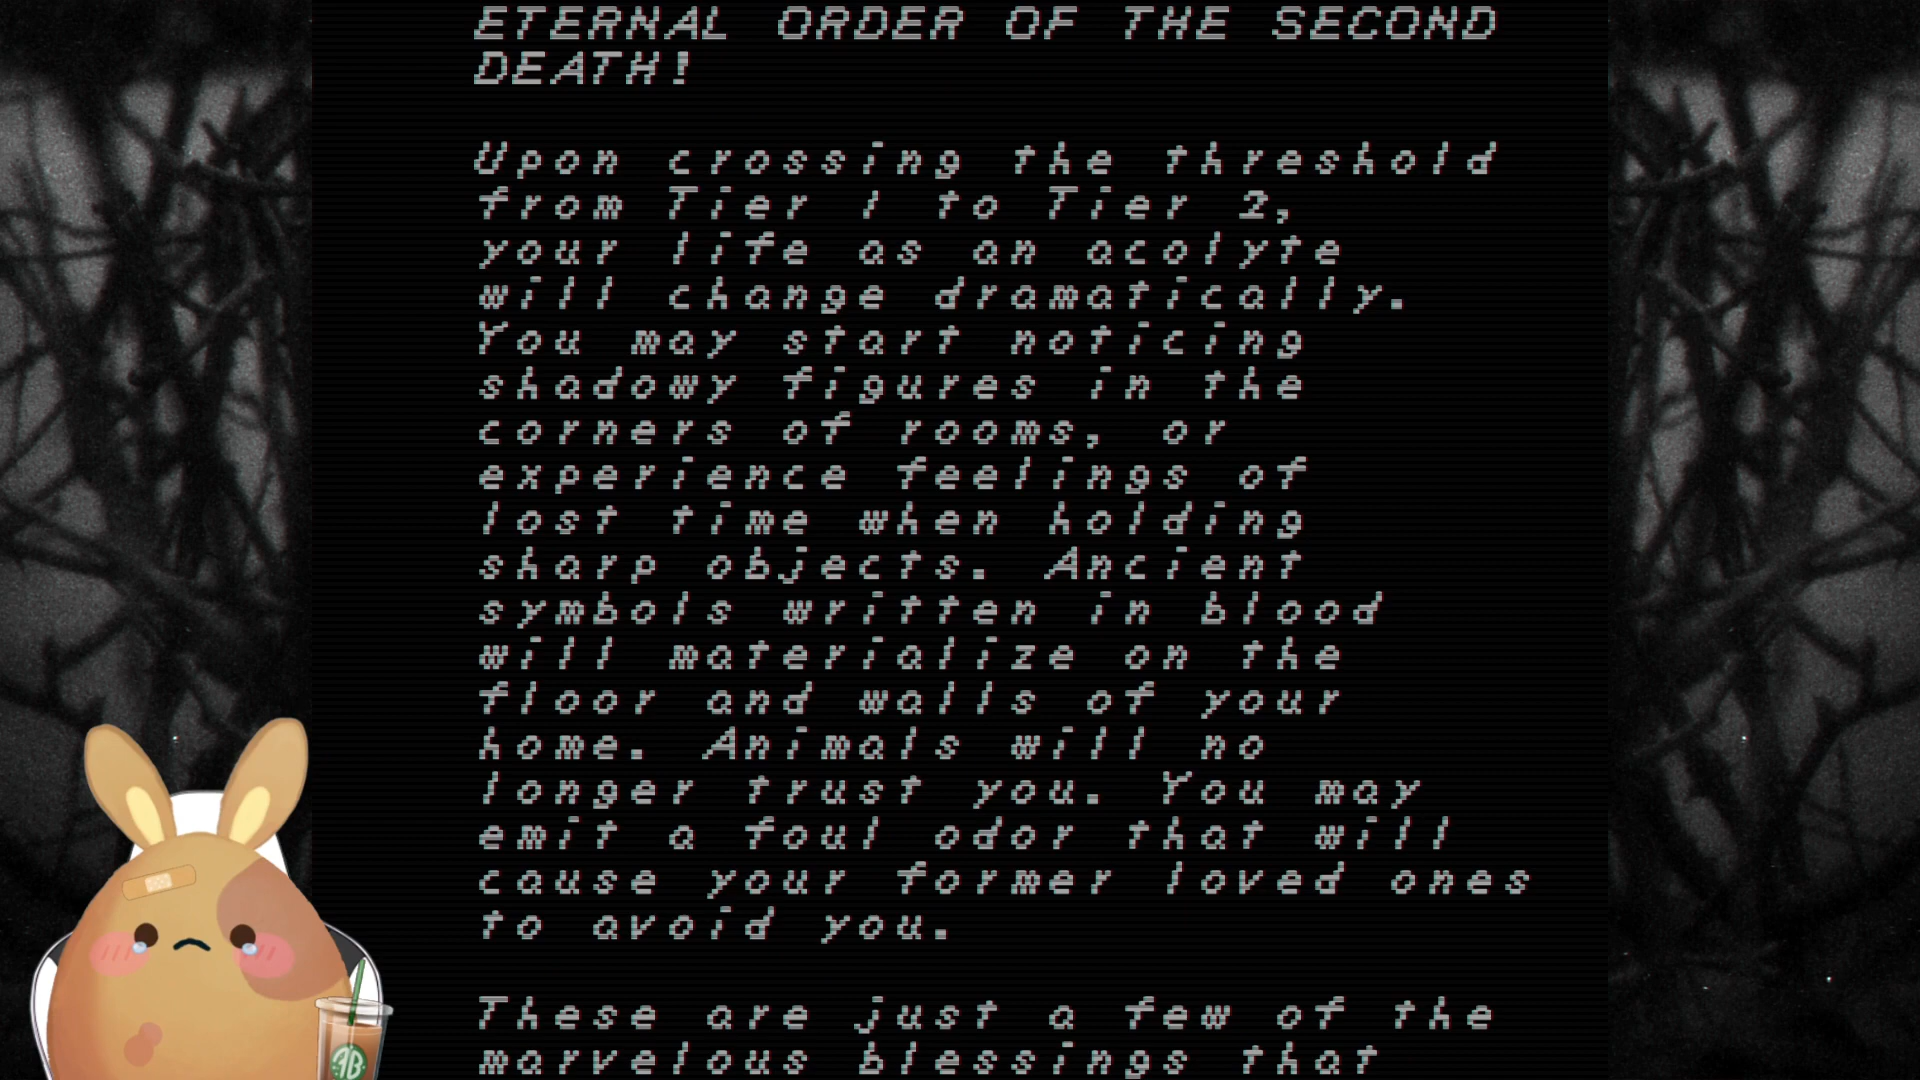 ETERNAL ORDER OF THE SECOND
DEATH!
Upon crossing the threshold
from Tier 1 to Tier 2,
your life as an acolyte
will change dramatically.
You may start noticing
shadowy figures in the
corners of rooms, or
experience feelings of
lost time when holding
sharp objects. Ancient
symbols written in blood
will materialize on the
floor and walls of your
home. Animals will no
longer trust you. You may
emit a foul odor that will
cause your former loved ones
to avoid you.
These are just a few of the
marvelous blessings that
AB